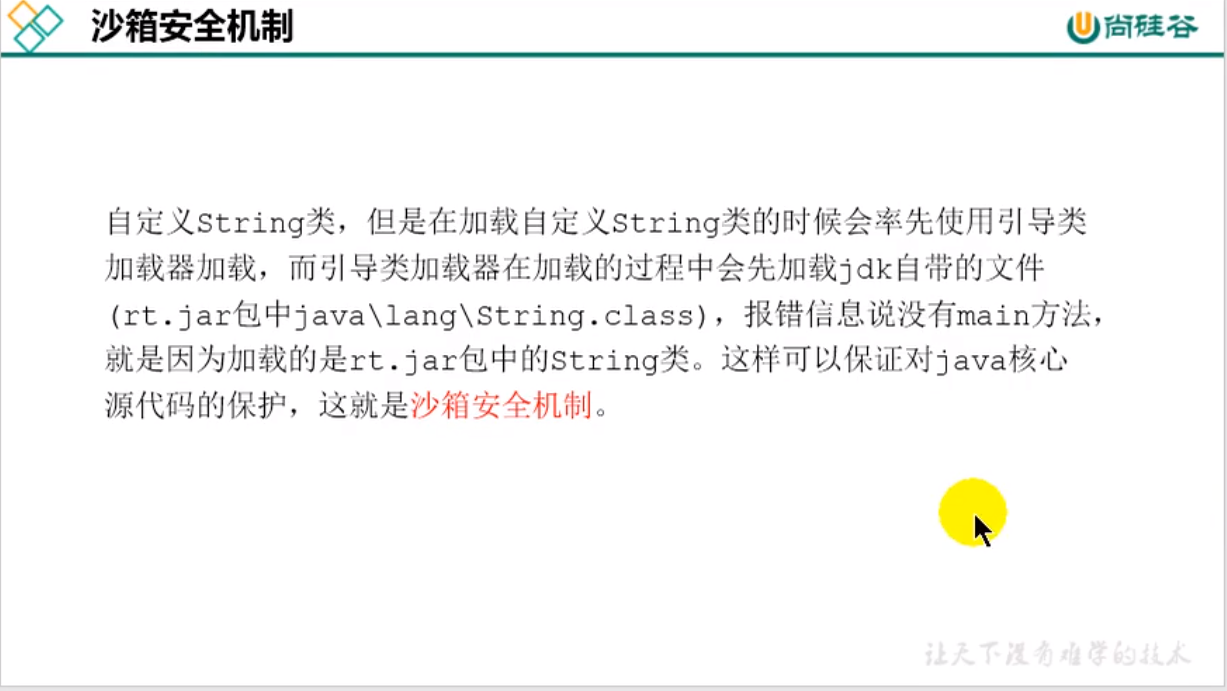 沙箱安全机制
尚硅谷
自定义String类，但是在加载自定义String类的时候会率先使用引导类
加载器加载，而引导类加载器在加载的过程中会先加载jdk自带的文件
(rt.jar包中java\lang\String.class)，报错信息说没有main方法，
就是因为加载的是rt.jar包中的String类。这样可以保证对java核心
源代码的保护，这就是沙箱安全机制。
让天下没有难学的技术